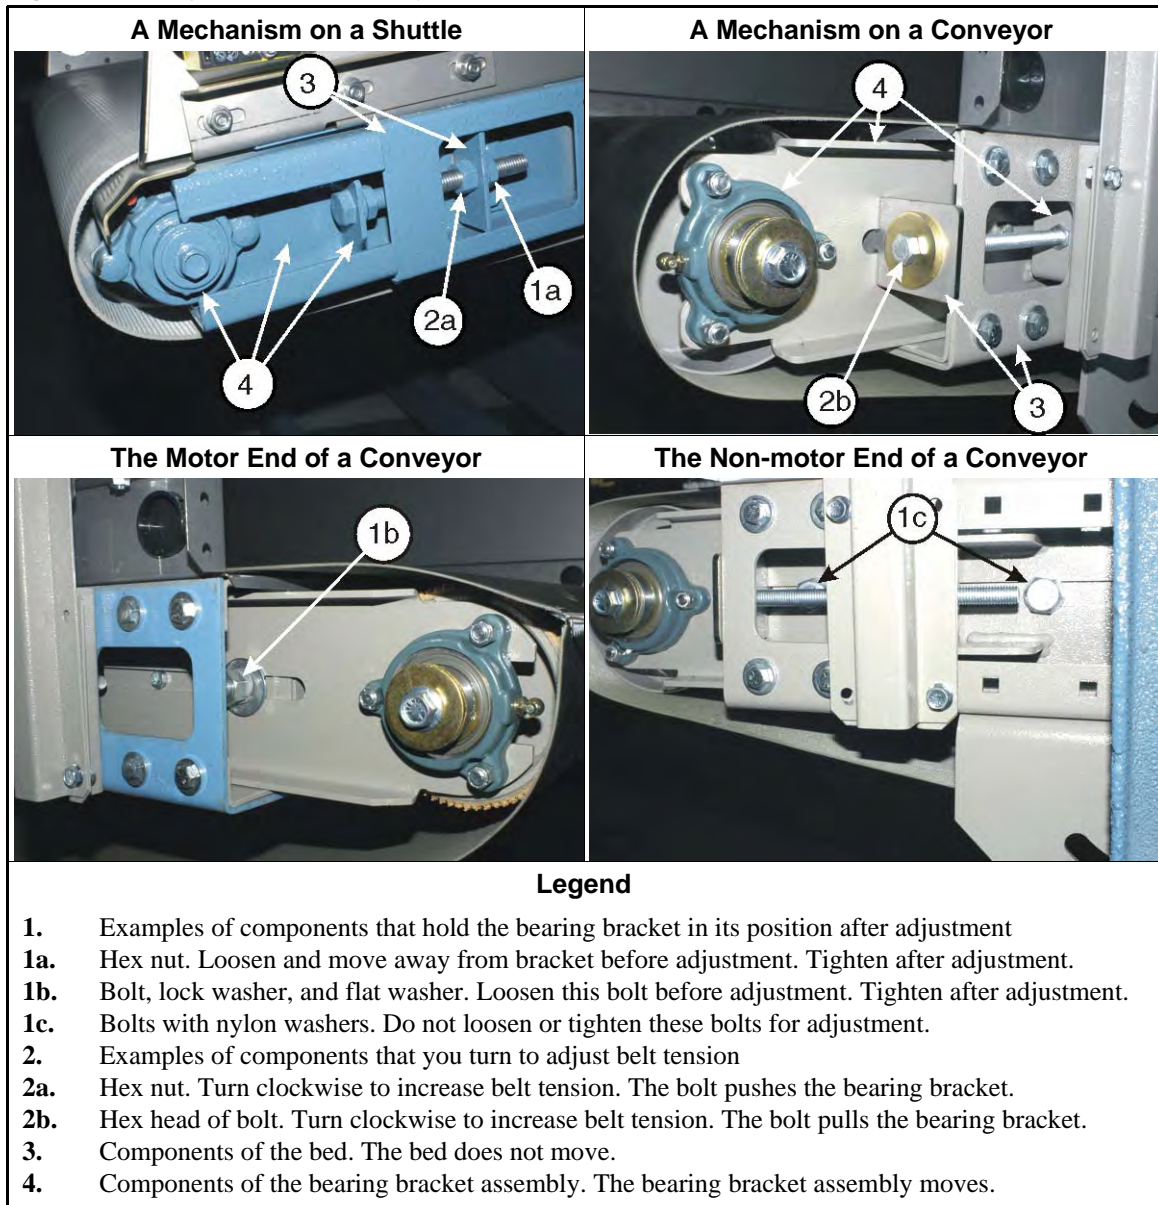 A Mechanism on a Shuttle
A Mechanism on a Conveyor
3
1a
2a
4
4
2b
3
The Motor End of a Conveyor
The Non-motor End of a Conveyor
1b
1c
Legend
1. Examples of components that hold the bearing bracket in its position after adjustment
1a. Hex nut. Loosen and move away from bracket before adjustment. Tighten after adjustment.
1b. Bolt, lock washer, and flat washer. Loosen this bolt before adjustment. Tighten after adjustment.
1c. Bolts with nylon washers. Do not loosen or tighten these bolts for adjustment.
2. Examples of components that you turn to adjust belt tension
2a. Hex nut. Turn clockwise to increase belt tension. The bolt pushes the bearing bracket.
2b. Hex head of bolt. Turn clockwise to increase belt tension. The bolt pulls the bearing bracket.
3. Components of the bed. The bed does not move.
4. Components of the bearing bracket assembly. The bearing bracket assembly moves.